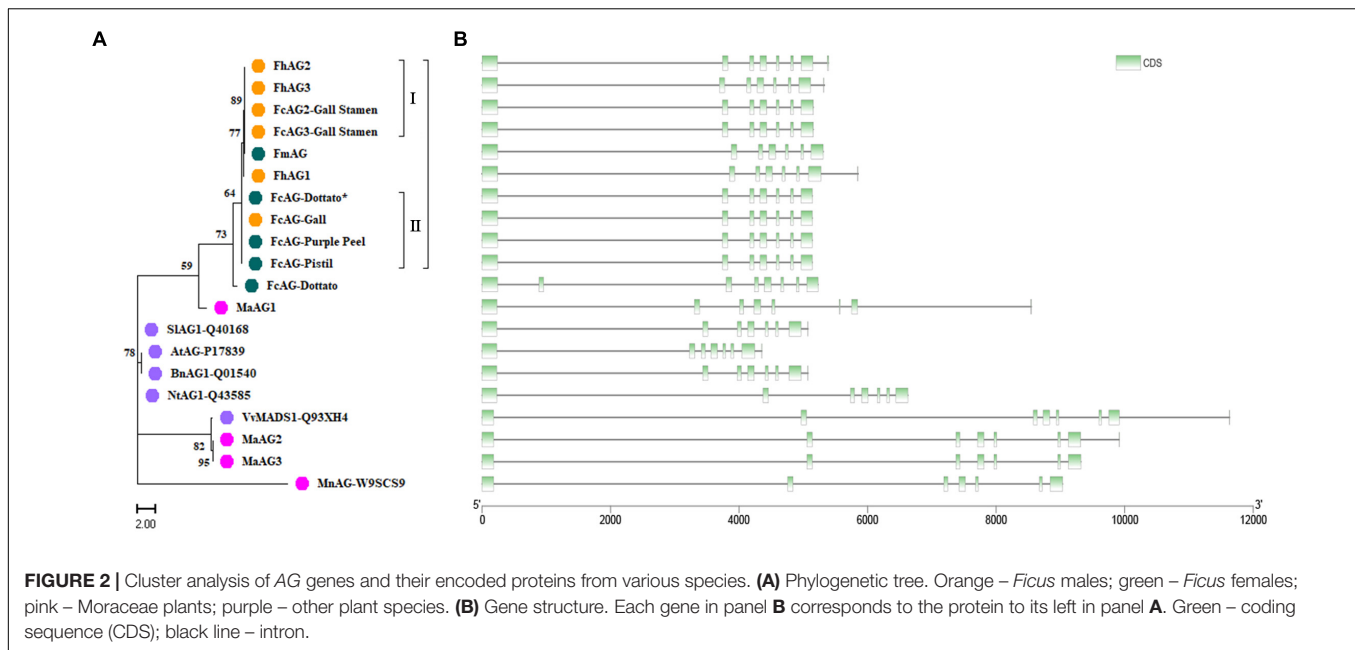 A
B
CDS
FhAG2
FhAG3
FcAG2-Gall Stamen
FcAG3-Gall Stamen
FmAG
FhAG1
FcAG-Dottato*
FcAG-Gall
FcAG-Purple Peel
FcAG-Pistil
FcAG-Dottato
MaAG1
SlAG1-Q40168
AtAG-P17839
BnAG1-Q01540
NtAG1-Q43585
VvMADS1-Q93XH4
MaAG2
MaAG3
MnAG-W9SCS9
I
II
89
77
64
73
59
78
82
95
2.00
5'
3'
0 2000 4000 6000 8000 10000 12000
FIGURE 2 | Cluster analysis of AG genes and their encoded proteins from various species. (A) Phylogenetic tree. Orange – Ficus males; green – Ficus females;
pink – Moraceae plants; purple – other plant species. (B) Gene structure. Each gene in panel B corresponds to the protein to its left in panel A. Green – coding
sequence (CDS); black line – intron.